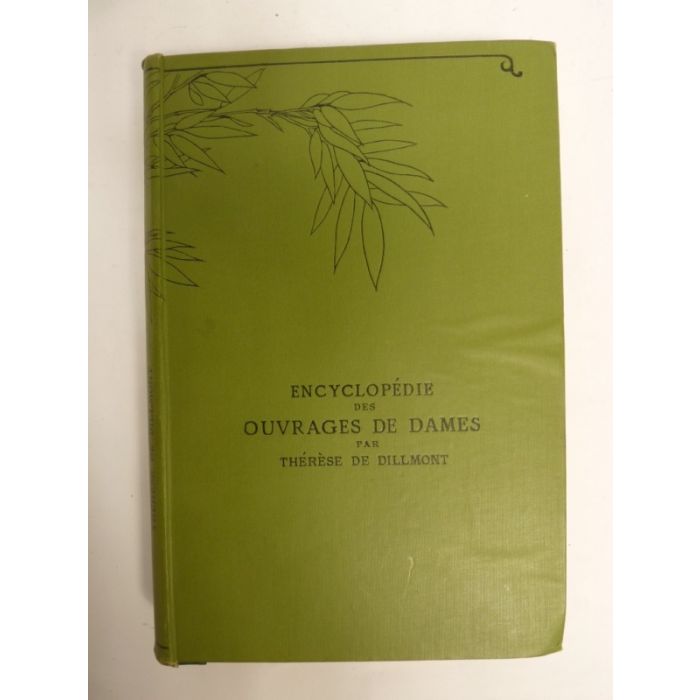 ENCYCLOPÉDIE
DES
OUVRAGES DE DAMES
PAR
THÉRÈSE DE DILLMONT